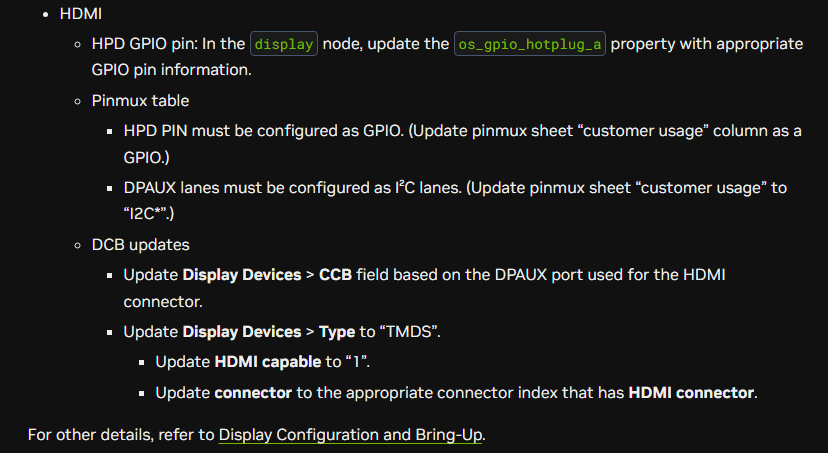 • HDMI
◦ HPD GPIO pin: In the display node, update the os_gpio_hotplug_a property with appropriate
GPIO pin information.
◦ Pinmux table
▪ HPD PIN must be configured as GPIO. (Update pinmux sheet “customer usage” column as a
GPIO.)
▪ DPAUX lanes must be configured as I²C lanes. (Update pinmux sheet “customer usage” to
“I2C*”.)
◦ DCB updates
▪ Update Display Devices > CCB field based on the DPAUX port used for the HDMI
connector.
▪ Update Display Devices > Type to “TMDS”.
▪ Update HDMI capable to “1”.
▪ Update connector to the appropriate connector index that has HDMI connector.
For other details, refer to Display Configuration and Bring-Up.